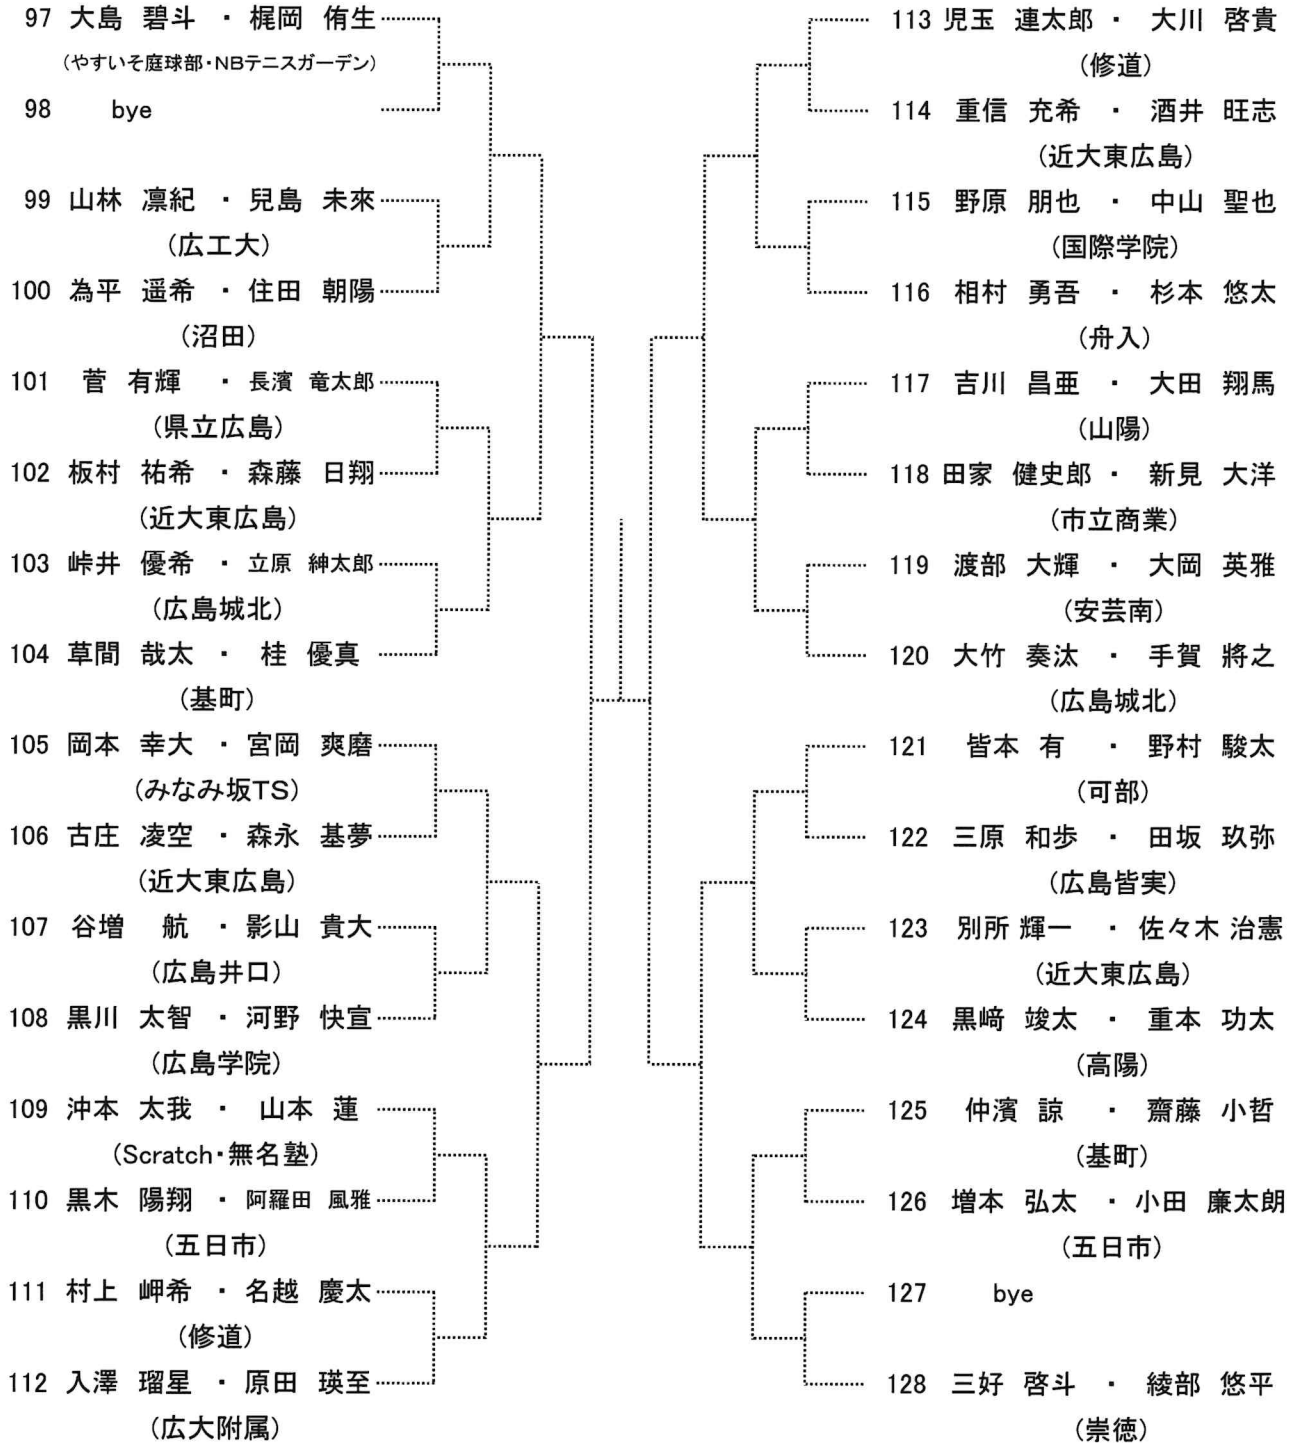 97 大島 碧斗 ・ 梶岡 侑生
(やすいそ庭球部・NBテニスガーデン)
98 bye
99 山林 凛紀 ・ 兒島 未來
(広工大)
100 為平 遥希 ・ 住田 朝陽
(沼田)
101 菅 有輝 ・ 長濱 竜太郎
(県立広島)
102 板村 祐希 ・ 森藤 日翔
(近大東広島)
103 峠井 優希 ・ 立原 紳太郎
(広島城北)
104 草間 哉太 ・ 桂 優真
(基町)
105 岡本 幸大 ・ 宮岡 爽磨
(みなみ坂TS)
106 古庄 凌空 ・ 森永 基夢
(近大東広島)
107 谷増 航 ・ 影山 貴大
(広島井口)
108 黒川 太智 ・ 河野 快宣
(広島学院)
109 沖本 太我 ・ 山本 蓮
(Scratch・無名塾)
110 黒木 陽翔 ・ 阿羅田 風雅
(五日市)
111 村上 岬希 ・ 名越 慶太
(修道)
112 入澤 瑠星 ・ 原田 瑛至
(広大附属)
113 児玉 連太郎 ・ 大川 啓貴
(修道)
114 重信 充希 ・ 酒井 旺志
(近大東広島)
115 野原 朋也 ・ 中山 聖也
(国際学院)
116 相村 勇吾 ・ 杉本 悠太
(舟入)
117 吉川 昌亜 ・ 大田 翔馬
(山陽)
118 田家 健史郎 ・ 新見 大洋
(市立商業)
119 渡部 大輝 ・ 大岡 英雅
(安芸南)
120 大竹 奏汰 ・ 手賀 將之
(広島城北)
121 皆本 有 ・ 野村 駿太
(可部)
122 三原 和歩 ・ 田坂 玖弥
(広島皆実)
123 別所 輝一 ・ 佐々木 治憲
(近大東広島)
124 黒﨑 竣太 ・ 重本 功太
(高陽)
125 仲濱 諒 ・ 齋藤 小哲
(基町)
126 増本 弘太 ・ 小田 廉太朗
(五日市)
127 bye
128 三好 啓斗 ・ 綾部 悠平
(崇徳)